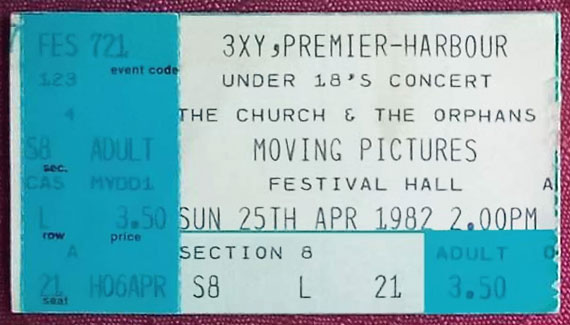 FES 721
event code
123
4
S8 ADULT
sec.
CAS MYDD1
L 3.50
row price
A
21 H06APR
seat
3XY,PREMIER-HARBOUR
UNDER 18'S CONCERT
THE CHURCH & THE ORPHANS
MOVING PICTURES
FESTIVAL HALL A
SUN 25TH APR 1982 2.00PM
SECTION 8 ADULT
S8 L 21 3.50